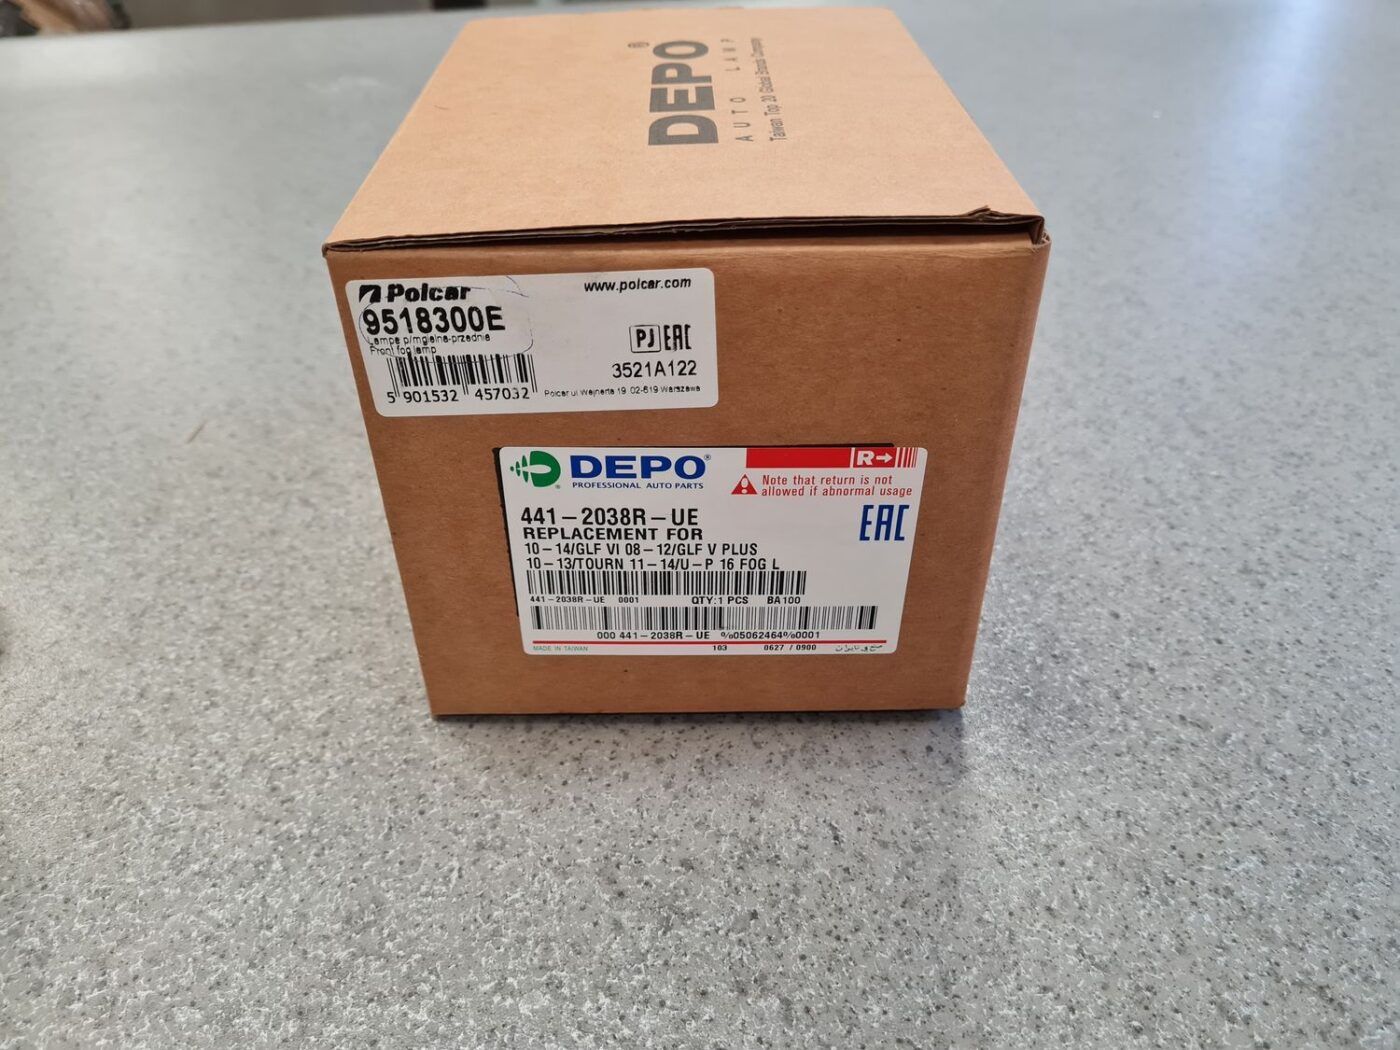 DEPO®
AUTO LAMP
Taiwan Top 20 Global Brands Company
Polcar
www.polcar.com
9518300E
Lampa p/mgielna-przednie
Front fog lamp
PJ EAC
3521A122
5 901532 457032
Polcar ul Wejnerta 19 02-619 Warszawa
DEPO®
PROFESSIONAL AUTO PARTS
R→
Note that return is not
allowed if abnormal usage
441-2038R-UE
EAC
REPLACEMENT FOR
10-14/GLF VI 08-12/GLF V PLUS
10-13/TOURN 11-14/U-P 16 FOG L
441-2038R-UE 0001 QTY:1 PCS BA100
000 441-2038R-UE %05062464%0001
MADE IN TAIWAN 103 0627 / 0900